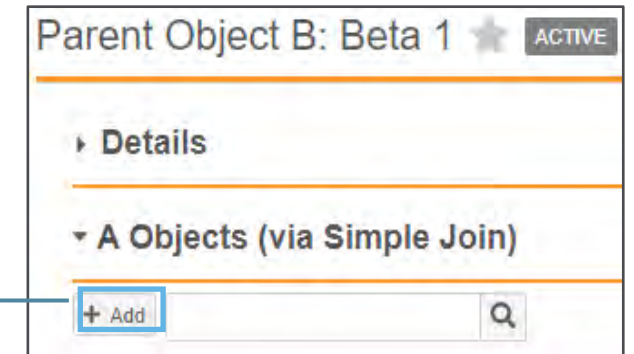 Parent Object B: Beta 1 ACTIVE
Details
A Objects (via Simple Join)
+ Add